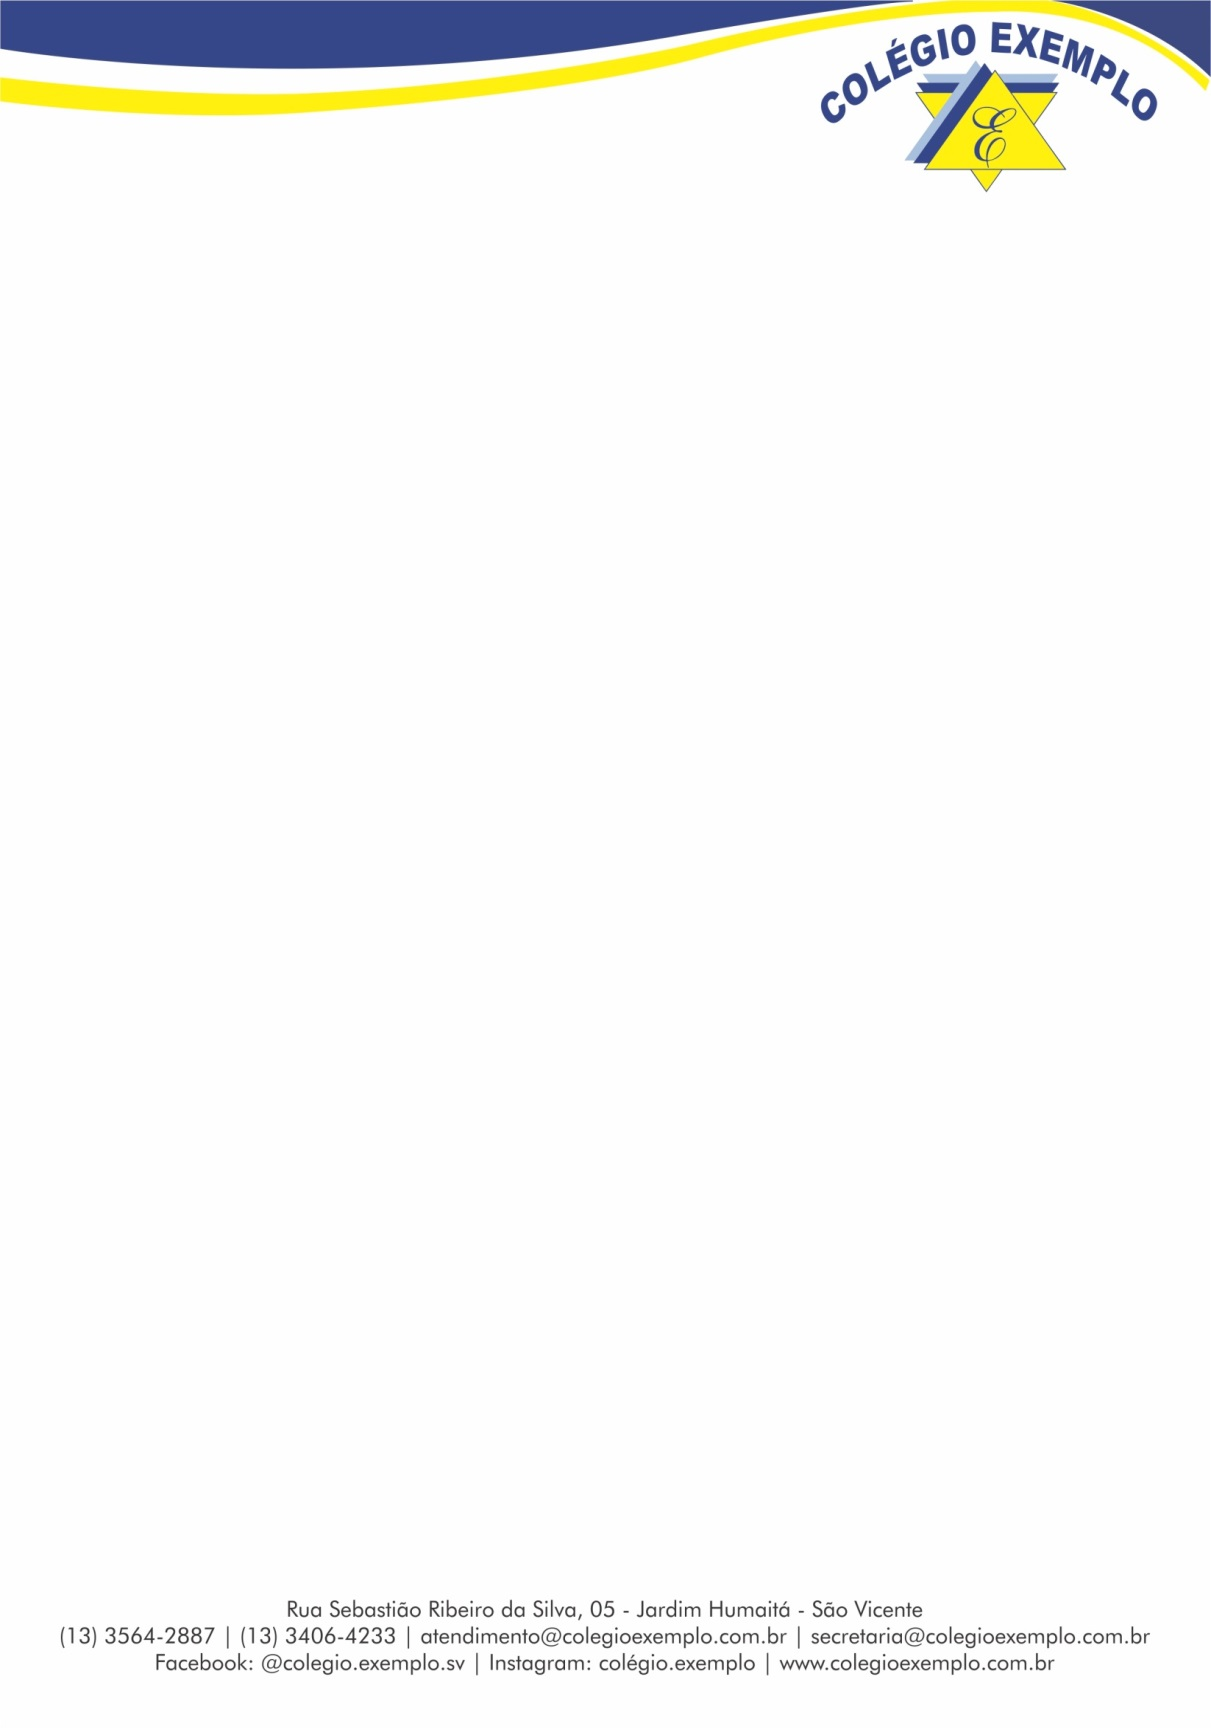 COLÉGIO EXEMPLO
E
Rua Sebastião Ribeiro da Silva, 05 - Jardim Humaitá - São Vicente
(13) 3564-2887 | (13) 3406-4233 | atendimento@colegioexemplo.com.br | secretaria@colegioexemplo.com.br
Facebook: @colegio.exemplo.sv | Instagram: colégio.exemplo | www.colegioexemplo.com.br